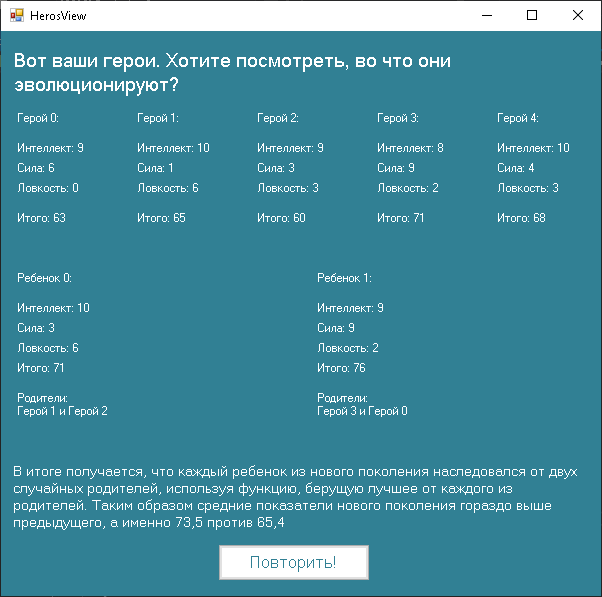 HerosView
Вот ваши герои. Хотите посмотреть, во что они
эволюционируют?
Герой 0: Герой 1: Герой 2: Герой 3: Герой 4:
Интеллект: 9 Интеллект: 10 Интеллект: 9 Интеллект: 8 Интеллект: 10
Сила: 6 Сила: 1 Сила: 3 Сила: 9 Сила: 4
Ловкость: 0 Ловкость: 6 Ловкость: 3 Ловкость: 2 Ловкость: 3
Итого: 63 Итого: 65 Итого: 60 Итого: 71 Итого: 68
Ребенок 0: Ребенок 1:
Интеллект: 10 Интеллект: 9
Сила: 3 Сила: 9
Ловкость: 6 Ловкость: 2
Итого: 71 Итого: 76
Родители: Родители:
Герой 1 и Герой 2 Герой 3 и Герой 0
В итоге получается, что каждый ребенок из нового поколения наследовался от двух
случайных родителей, используя функцию, берущую лучшее от каждого из
родителей. Таким образом средние показатели нового поколения гораздо выше
предыдущего, а именно 73,5 против 65,4
Повторить!